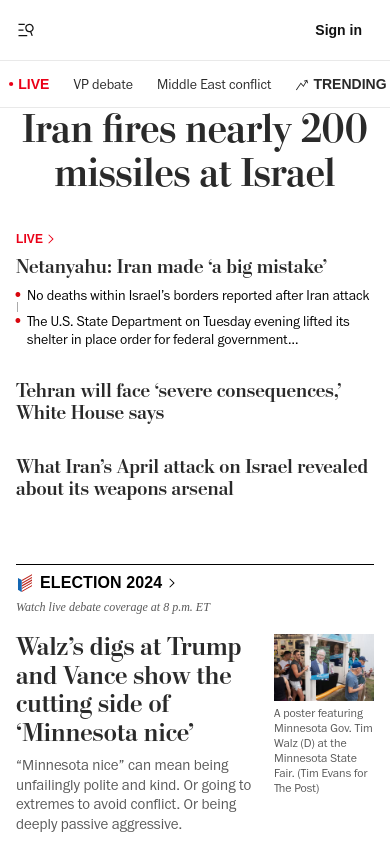 Sign in
LIVE
VP debate
Middle East conflict
TRENDING
Iran fires nearly 200
missiles at Israel
LIVE
Netanyahu: Iran made ‘a big mistake’
No deaths within Israel’s borders reported after Iran attack
The U.S. State Department on Tuesday evening lifted its
shelter in place order for federal government...
Tehran will face ‘severe consequences,’
White House says
What Iran’s April attack on Israel revealed
about its weapons arsenal
ELECTION 2024
Watch live debate coverage at 8 p.m. ET
Walz’s digs at Trump
and Vance show the
cutting side of
‘Minnesota nice’
“Minnesota nice” can mean being
unfailingly polite and kind. Or going to
extremes to avoid conflict. Or being
deeply passive aggressive.
A poster featuring
Minnesota Gov. Tim
Walz (D) at the
Minnesota State
Fair. (Tim Evans for
The Post)